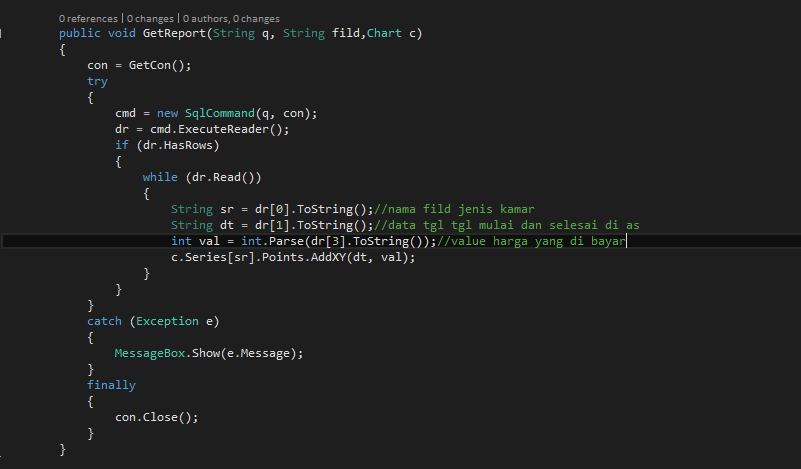 0 references | 0 changes | 0 authors, 0 changes
public void GetReport(String q, String fild,Chart c)
{
con = GetCon();
try
{
cmd = new SqlCommand(q, con);
dr = cmd.ExecuteReader();
if (dr.HasRows)
{
while (dr.Read())
{
String sr = dr[0].ToString();//nama fild jenis kamar
String dt = dr[1].ToString();//data tgl tgl mulai dan selesai di as
int val = int.Parse(dr[3].ToString());//value harga yang di bayar
c.Series[sr].Points.AddXY(dt, val);
}
}
}
catch (Exception e)
{
MessageBox.Show(e.Message);
}
finally
{
con.Close();
}
}